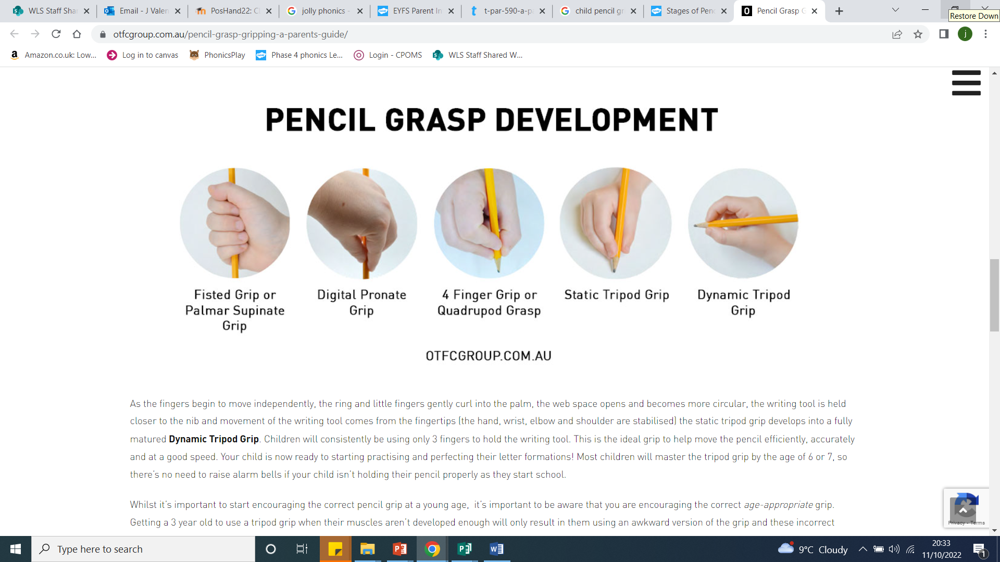 WLS Staff Shar
Email - J Valen
PosHand22: Cl
jolly phonics -
EYFS Parent In
t-par-590-a-pa
child pencil gr
Stages of Penc
Pencil Grasp G
Restore Down
otfcgroup.com.au/pencil-grasp-gripping-a-parents-guide/
j
Amazon.co.uk: Low...
Log in to canvas
PhonicsPlay
Phase 4 phonics Le...
Login - CPOMS
WLS Staff Shared W...
PENCIL GRASP DEVELOPMENT
Fisted Grip or
Palmar Supinate
Grip
Digital Pronate
Grip
4 Finger Grip or
Quadrupod Grasp
Static Tripod Grip
Dynamic Tripod
Grip
OTFCGROUP.COM.AU
As the fingers begin to move independently, the ring and little fingers gently curl into the palm, the web space opens and becomes more circular, the writing tool is held
closer to the nib and movement of the writing tool comes from the fingertips (the hand, wrist, elbow and shoulder are stabilised) the static tripod grip develops into a fully
matured Dynamic Tripod Grip. Children will consistently be using only 3 fingers to hold the writing tool. This is the ideal grip to help move the pencil efficiently, accurately
and at a good speed. Your child is now ready to starting practising and perfecting their letter formations! Most children will master the tripod grip by the age of 6 or 7, so
there's no need to raise alarm bells if your child isn't holding their pencil properly as they start school.
Whilst it's important to start encouraging the correct pencil grip at a young age, it's important to be aware that you are encouraging the correct age-appropriate grip.
Getting a 3 year old to use a tripod grip when their muscles aren't developed enough will only result in them using an awkward version of the grip and these incorrect
Privacy - Terms
Type here to search
9°C Cloudy
20:33
11/10/2022
1